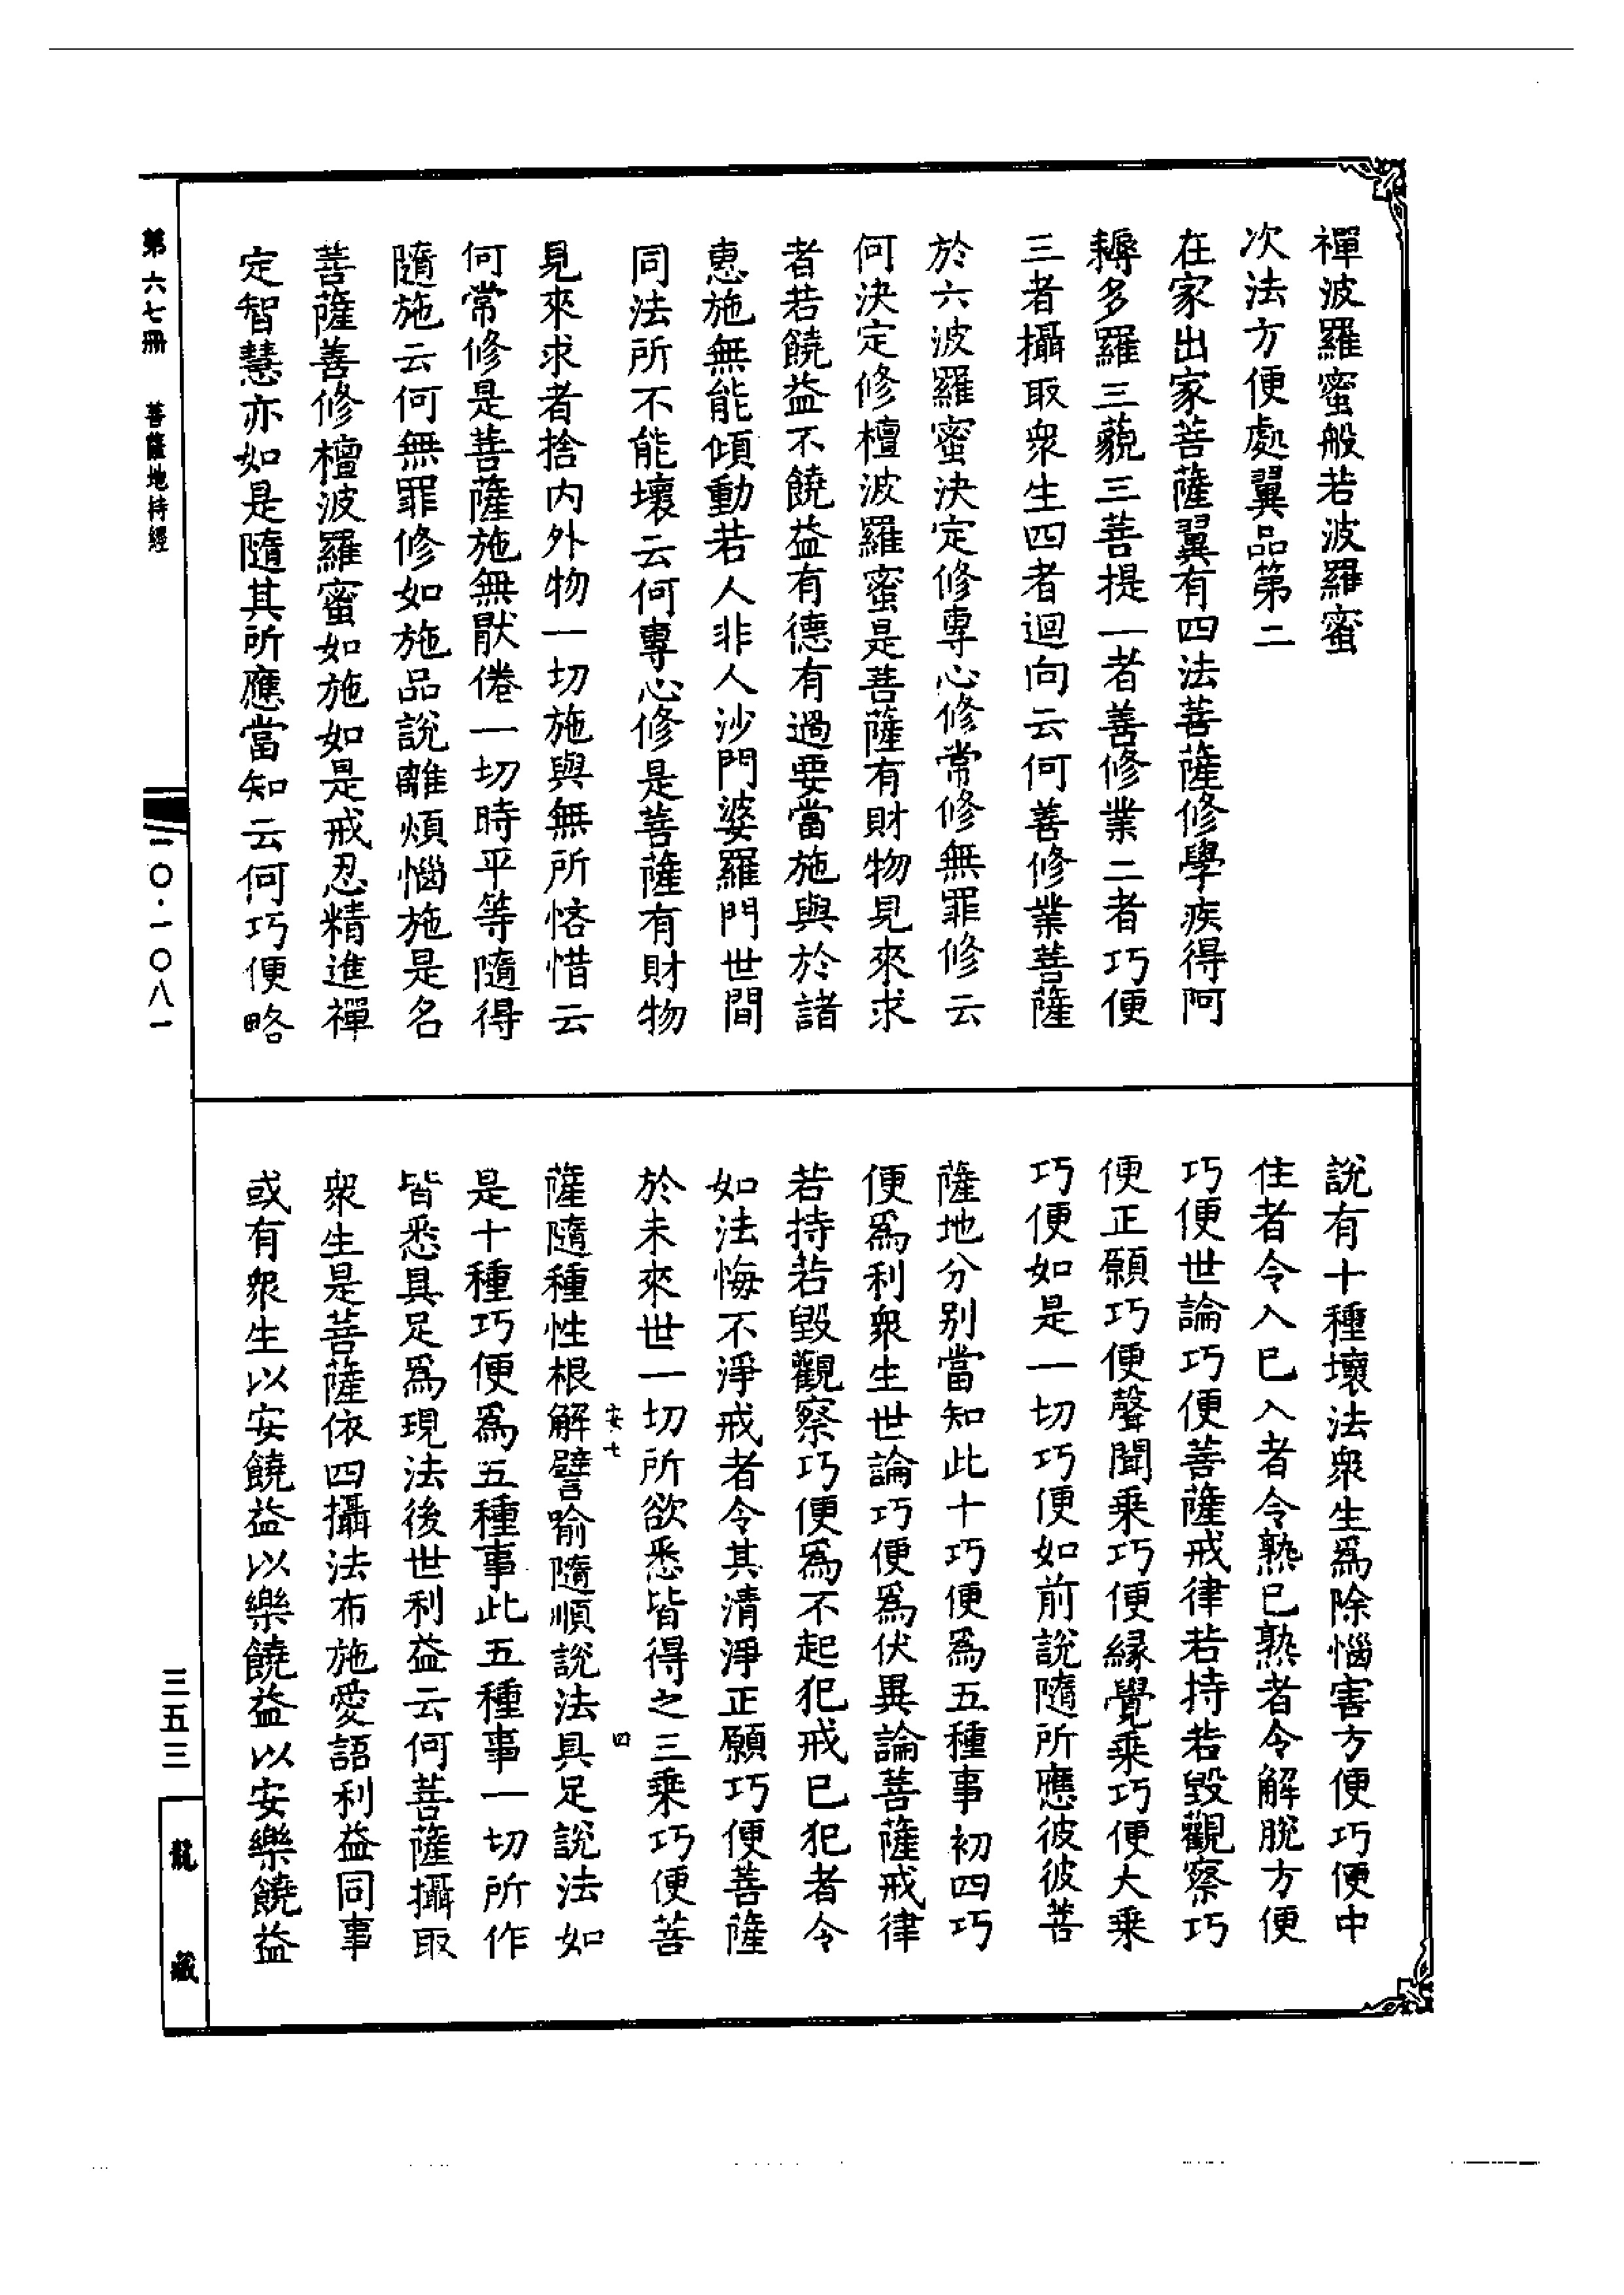 禪波羅蜜般若波羅蜜
次法方便處翼品第二
在家出家菩薩翼有四法菩薩修學疾得阿
耨多羅三藐三菩提一者善修業二者巧便
三者攝取衆生四者迴向云何善修業菩薩
於六波羅蜜決定修專心修常修無罪修云
何決定修檀波羅蜜是菩薩有財物見來求
者若饒益不饒益有德有過要當施與於諸
惠施無能傾動若人非人沙門婆羅門世間
同法所不能壞云何專心修是菩薩有財物
見來求者捨内外物一切施與無所悋惜云
何常修是菩薩施無猒倦一切時平等隨得
隨施云何無罪修如施品說離煩惱施是名
菩薩善修檀波羅蜜如施如是戒忍精進禪
定智慧亦如是隨其所應當知云何巧便略
說有十種壞法衆生爲除惱害方便巧便中
住者令入已入者令熟已熟者令解脫方便
巧便世論巧便菩薩戒律若持若毀觀察巧
便正願巧便聲聞乘巧便緣覺乘巧便大乘
巧便如是一切巧便如前說隨所應彼彼菩
薩地分别當知此十巧便爲五種事初四巧
便爲利衆生世論巧便爲伏異論菩薩戒律
若持若毀觀察巧便爲不起犯戒已犯者令
如法悔不淨戒者令其清淨正願巧便菩薩
於未來世一切所欲悉皆得之三乘巧便菩
安七
四
薩隨種性根解譬喻隨順說法具足說法如
是十種巧便爲五種事此五種事一切所作
皆悉具足爲現法後世利益云何菩薩攝取
衆生是菩薩依四攝法布施愛語利益同事
或有衆生以安饒益以樂饒益以安樂饒益
第六七冊
菩薩地持經
一〇·一〇八一
三五三
龍藏